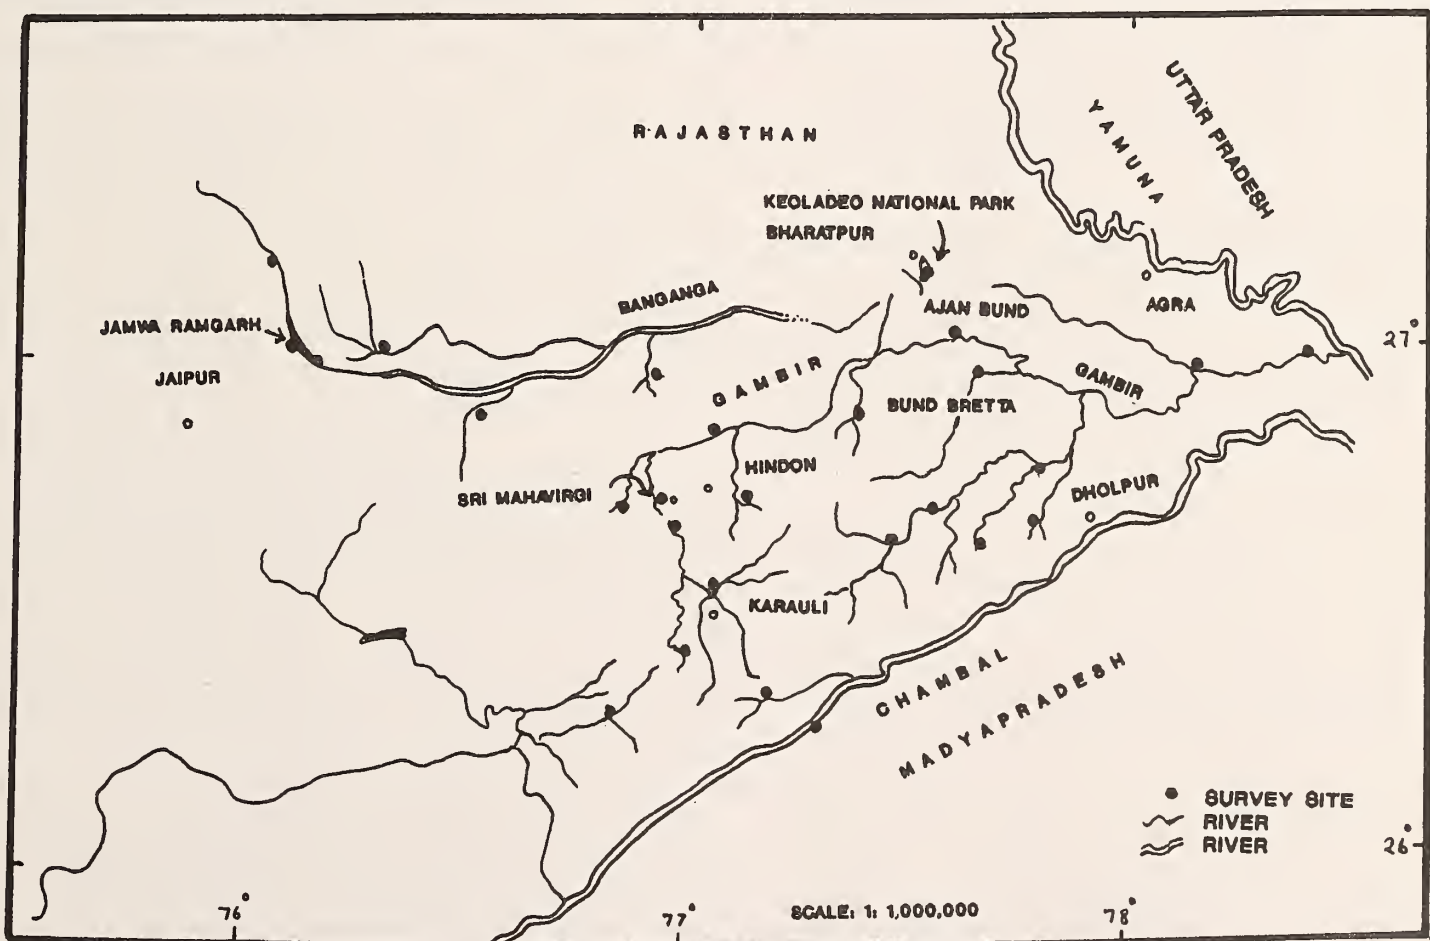 RAJASTHAN
UTTAR PRADESH
YAMUNA
KEOLADEO NATIONAL PARK
BHARATPUR
BANGANGA
AJAN BUND
AGRA
JAMWA RAMGARH
27°
JAIPUR
GAMBIR
GAMBIR
BUND BRETTA
HINDON
SRI MAHAVIRGI
DHOLPUR
KARAULI
CHAMBAL
MADYAPRADESH
SURVEY SITE
RIVER
RIVER
26°
76°
77°
SCALE: 1: 1,000,000
78°